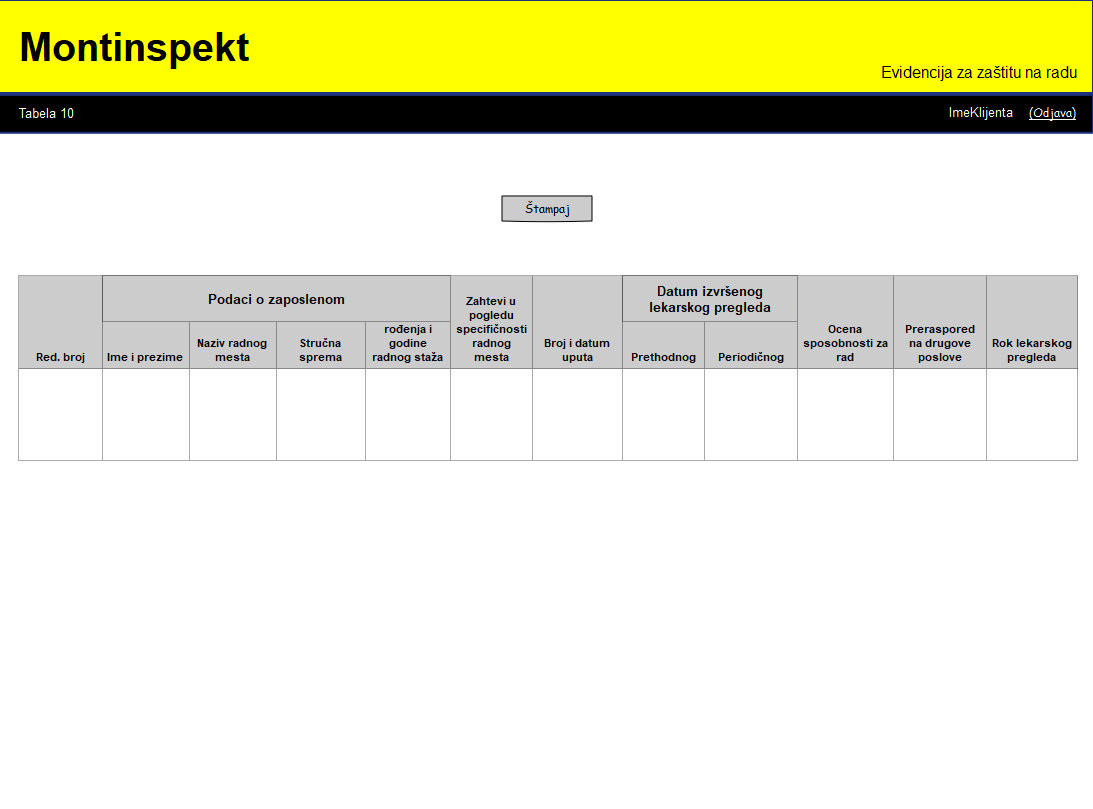 Montinspekt
Evidencija za zaštitu na radu
Tabela 10
ImeKlijenta (Odjava)
Štampaj
Red. broj
Podaci o zaposlenom
Ime i prezime
Naziv radnog
mesta
Stručna
sprema
rođenja i
godine
radnog staža
Zahtevi u
pogledu
specifičnosti
radnog
mesta
Broj i datum
uputa
Datum izvršenog
lekarskog pregleda
Prethodnog
Periodičnog
Ocena
sposobnosti za
rad
Preraspored
na drugove
poslove
Rok lekarskog
pregleda